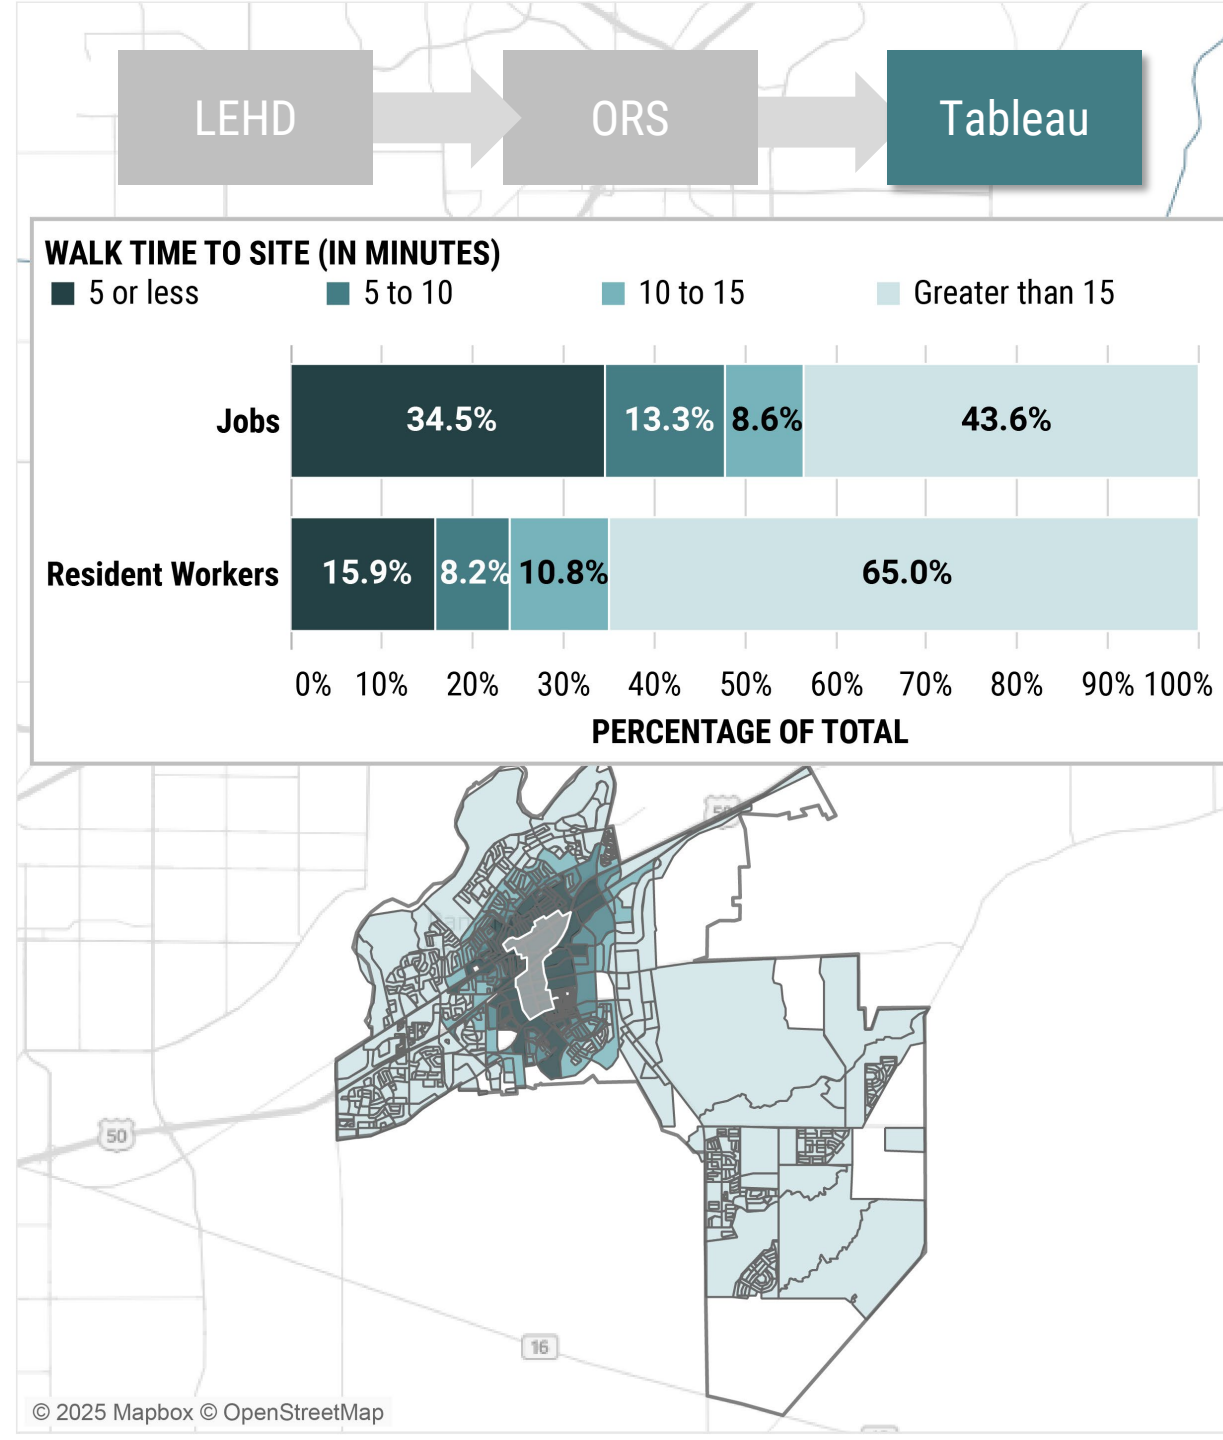 LEHD
ORS
Tableau
WALK TIME TO SITE (IN MINUTES)
5 or less
5 to 10
10 to 15
Greater than 15
Jobs
34.5%
13.3%
8.6%
43.6%
Resident Workers
15.9%
8.2%
10.8%
65.0%
0% 10% 20% 30% 40% 50% 60% 70% 80% 90% 100%
PERCENTAGE OF TOTAL
50
50
16
© 2025 Mapbox © OpenStreetMap